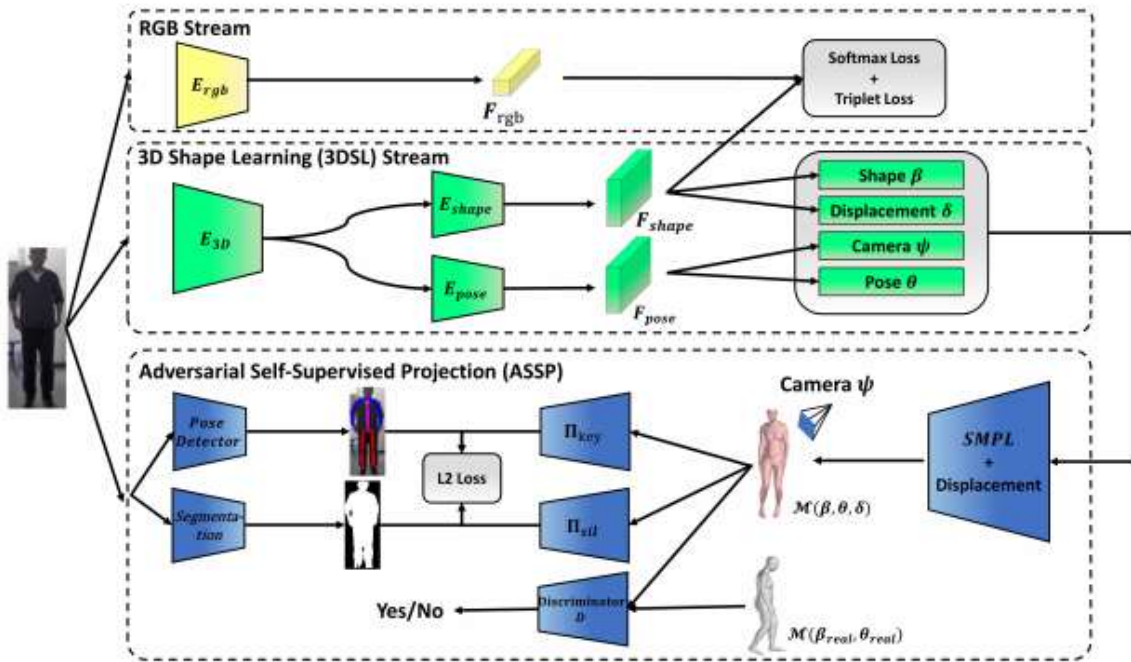 RGB Stream
E_rgb
F_rgb
Softmax Loss
+
Triplet Loss
3D Shape Learning (3DSL) Stream
E_3D
E_shape
F_shape
E_pose
F_pose
Shape β
Displacement δ
Camera ψ
Pose θ
Adversarial Self-Supervised Projection (ASSP)
Pose
Detector
Segmenta-
tion
L2 Loss
Π_key
Π_sil
Camera ψ
M(β, θ, δ)
SMPL
+
Displacement
Yes/No
Discriminator
D
M(β_real, θ_real)